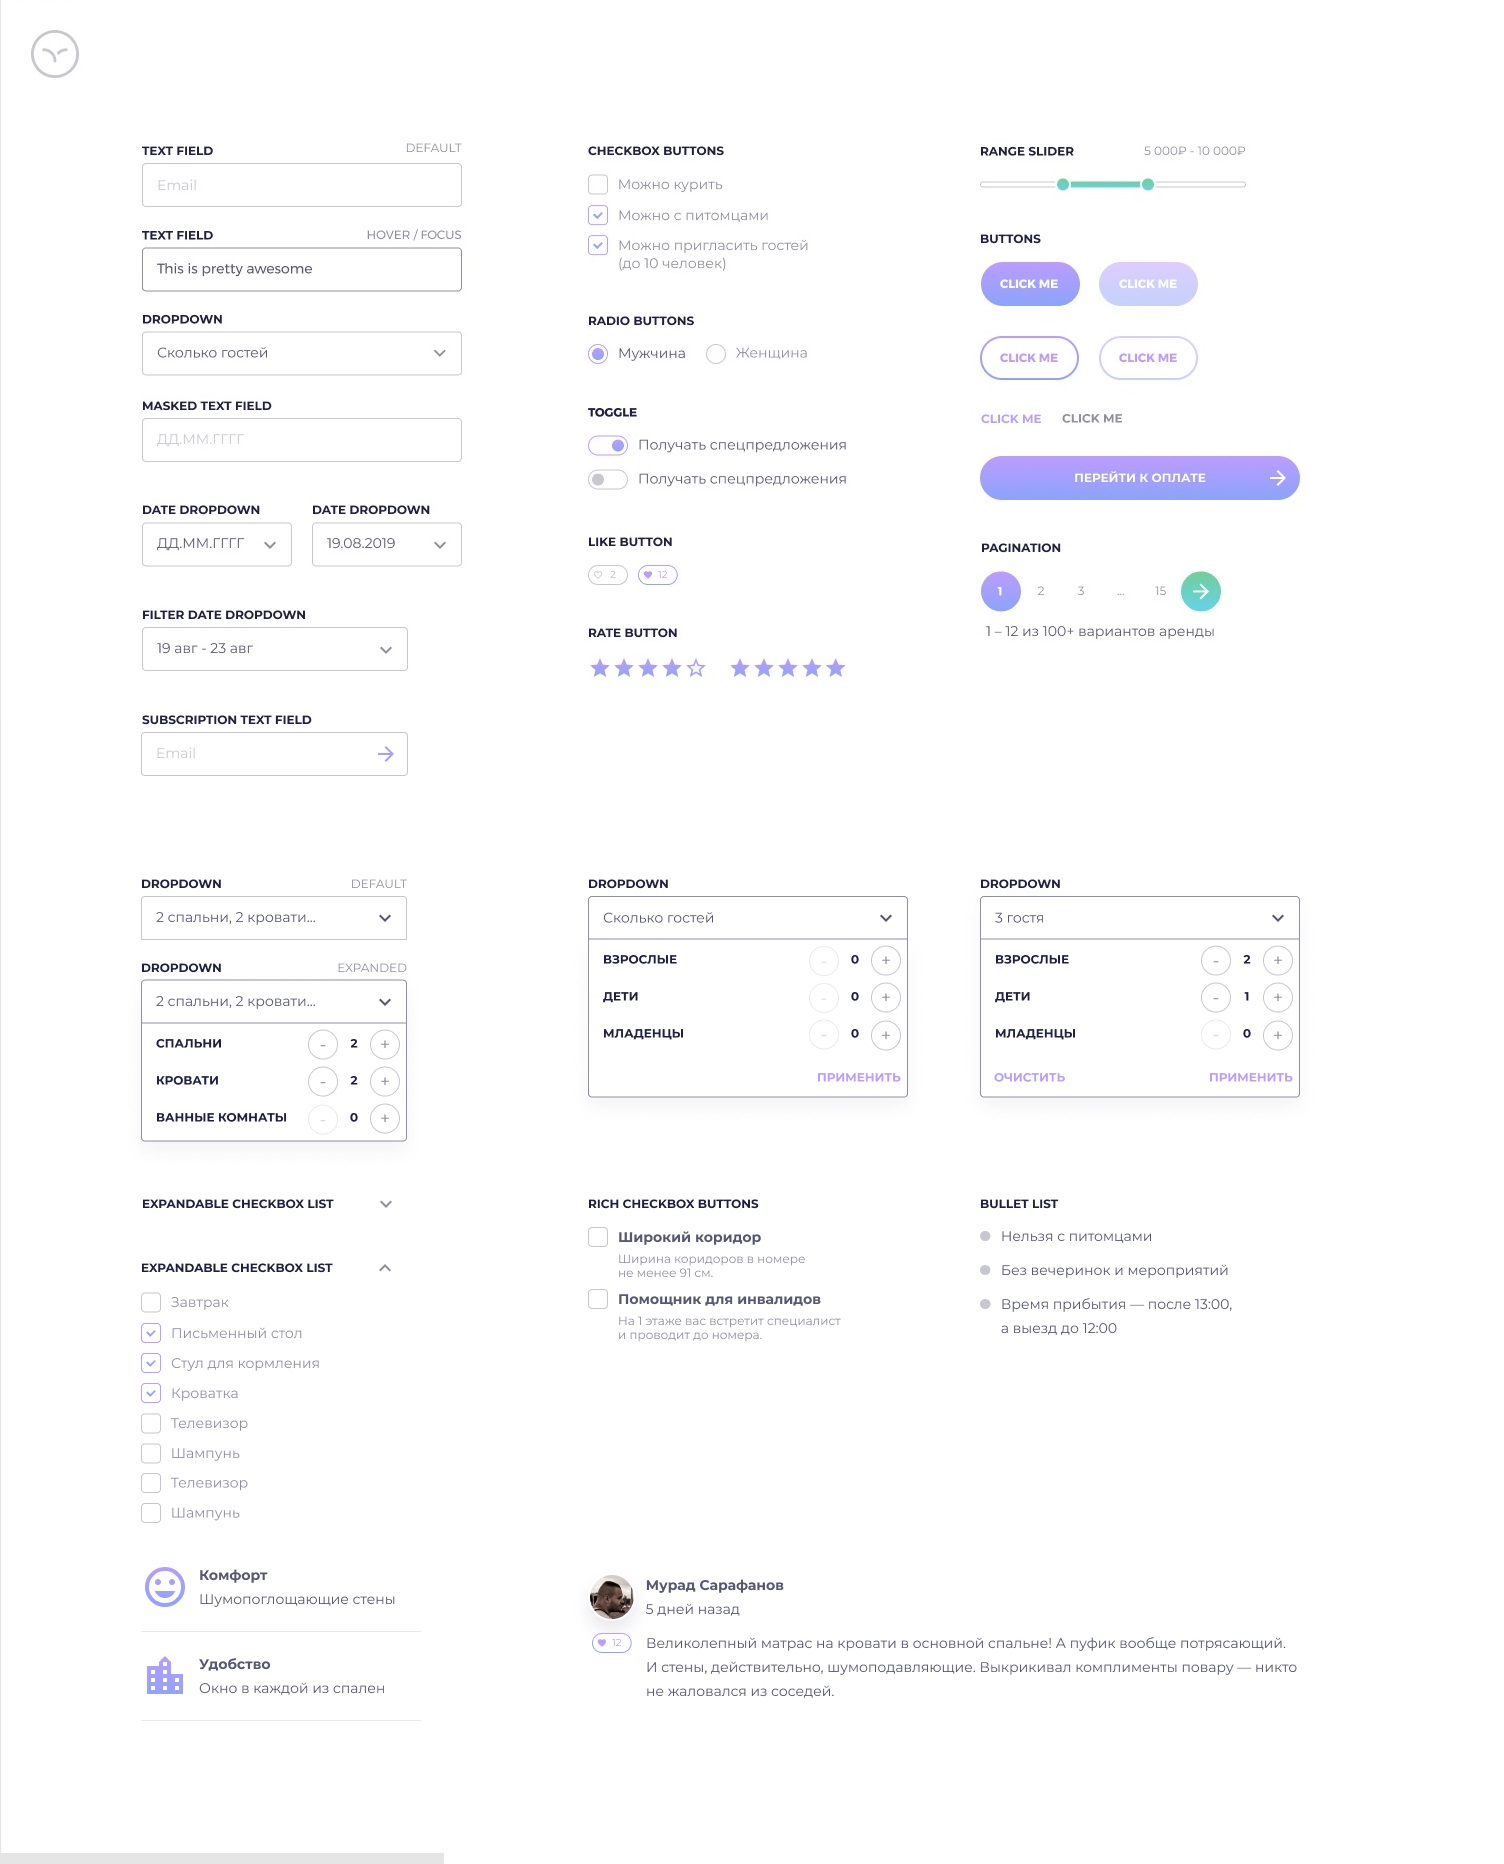 TEXT FIELD
DEFAULT
Email
TEXT FIELD
HOVER / FOCUS
This is pretty awesome
DROPDOWN
Сколько гостей
MASKED TEXT FIELD
ДД.ММ.ГГГГ
DATE DROPDOWN
ДД.ММ.ГГГГ
DATE DROPDOWN
19.08.2019
FILTER DATE DROPDOWN
19 авг - 23 авг
SUBSCRIPTION TEXT FIELD
Email
CHECKBOX BUTTONS
Можно курить
Можно с питомцами
Можно пригласить гостей
(до 10 человек)
RADIO BUTTONS
Мужчина
Женщина
TOGGLE
Получать спецпредложения
Получать спецпредложения
LIKE BUTTON
2
12
RATE BUTTON
RANGE SLIDER
5 000₽ - 10 000₽
BUTTONS
CLICK ME
CLICK ME
CLICK ME
CLICK ME
CLICK ME
CLICK ME
ПЕРЕЙТИ К ОПЛАТЕ
PAGINATION
1 2 3 ... 15
1 – 12 из 100+ вариантов аренды
DROPDOWN
DEFAULT
2 спальни, 2 кровати...
DROPDOWN
EXPANDED
2 спальни, 2 кровати...
СПАЛЬНИ - 2 +
КРОВАТИ - 2 +
ВАННЫЕ КОМНАТЫ - 0 +
DROPDOWN
Сколько гостей
ВЗРОСЛЫЕ - 0 +
ДЕТИ - 0 +
МЛАДЕНЦЫ - 0 +
ПРИМЕНИТЬ
DROPDOWN
3 гостя
ВЗРОСЛЫЕ - 2 +
ДЕТИ - 1 +
МЛАДЕНЦЫ - 0 +
ОЧИСТИТЬ
ПРИМЕНИТЬ
EXPANDABLE CHECKBOX LIST
EXPANDABLE CHECKBOX LIST
Завтрак
Письменный стол
Стул для кормления
Кроватка
Телевизор
Шампунь
Телевизор
Шампунь
RICH CHECKBOX BUTTONS
Широкий коридор
Ширина коридоров в номере
не менее 91 см.
Помощник для инвалидов
На 1 этаже вас встретит специалист
и проводит до номера.
BULLET LIST
Нельзя с питомцами
Без вечеринок и мероприятий
Время прибытия — после 13:00,
а выезд до 12:00
Комфорт
Шумопоглощающие стены
Удобство
Окно в каждой из спален
Мурад Сарафанов
5 дней назад
12
Великолепный матрас на кровати в основной спальне! А пуфик вообще потрясающий.
И стены, действительно, шумоподавляющие. Выкрикивал комплименты повару — никто
не жаловался из соседей.